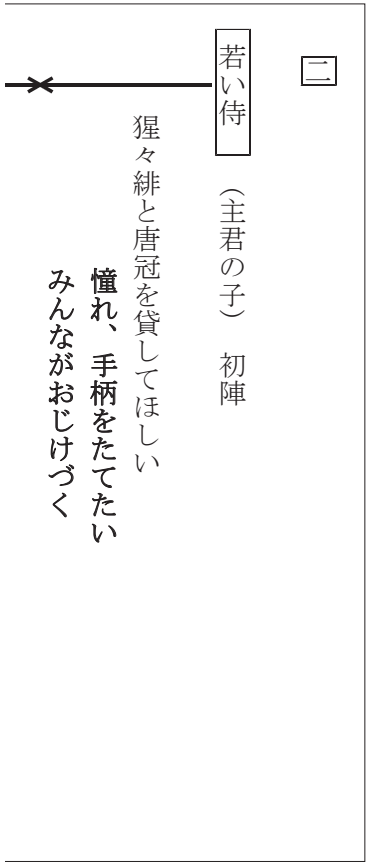 二
若い侍　（主君の子）　初陣
猩々緋と唐冠を貸してほしい
憧れ、手柄をたてたい
みんながおじけづく